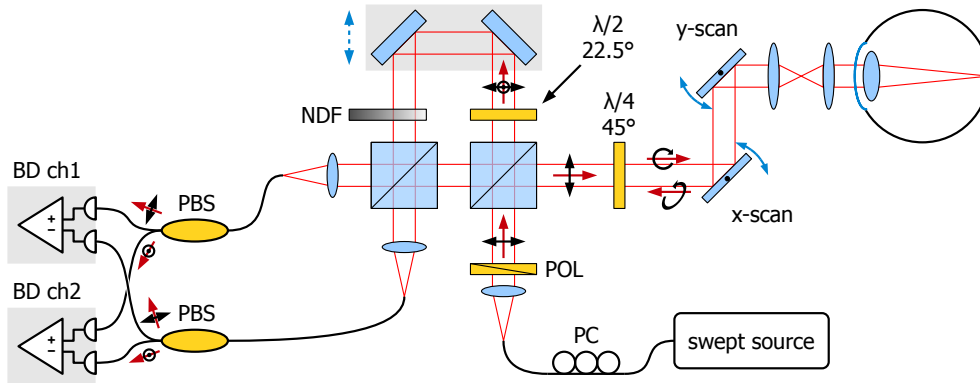 λ/2
22.5°
y-scan
NDF
λ/4
45°
BD ch1
PBS
+
−
x-scan
POL
BD ch2
PBS
+
−
PC
swept source